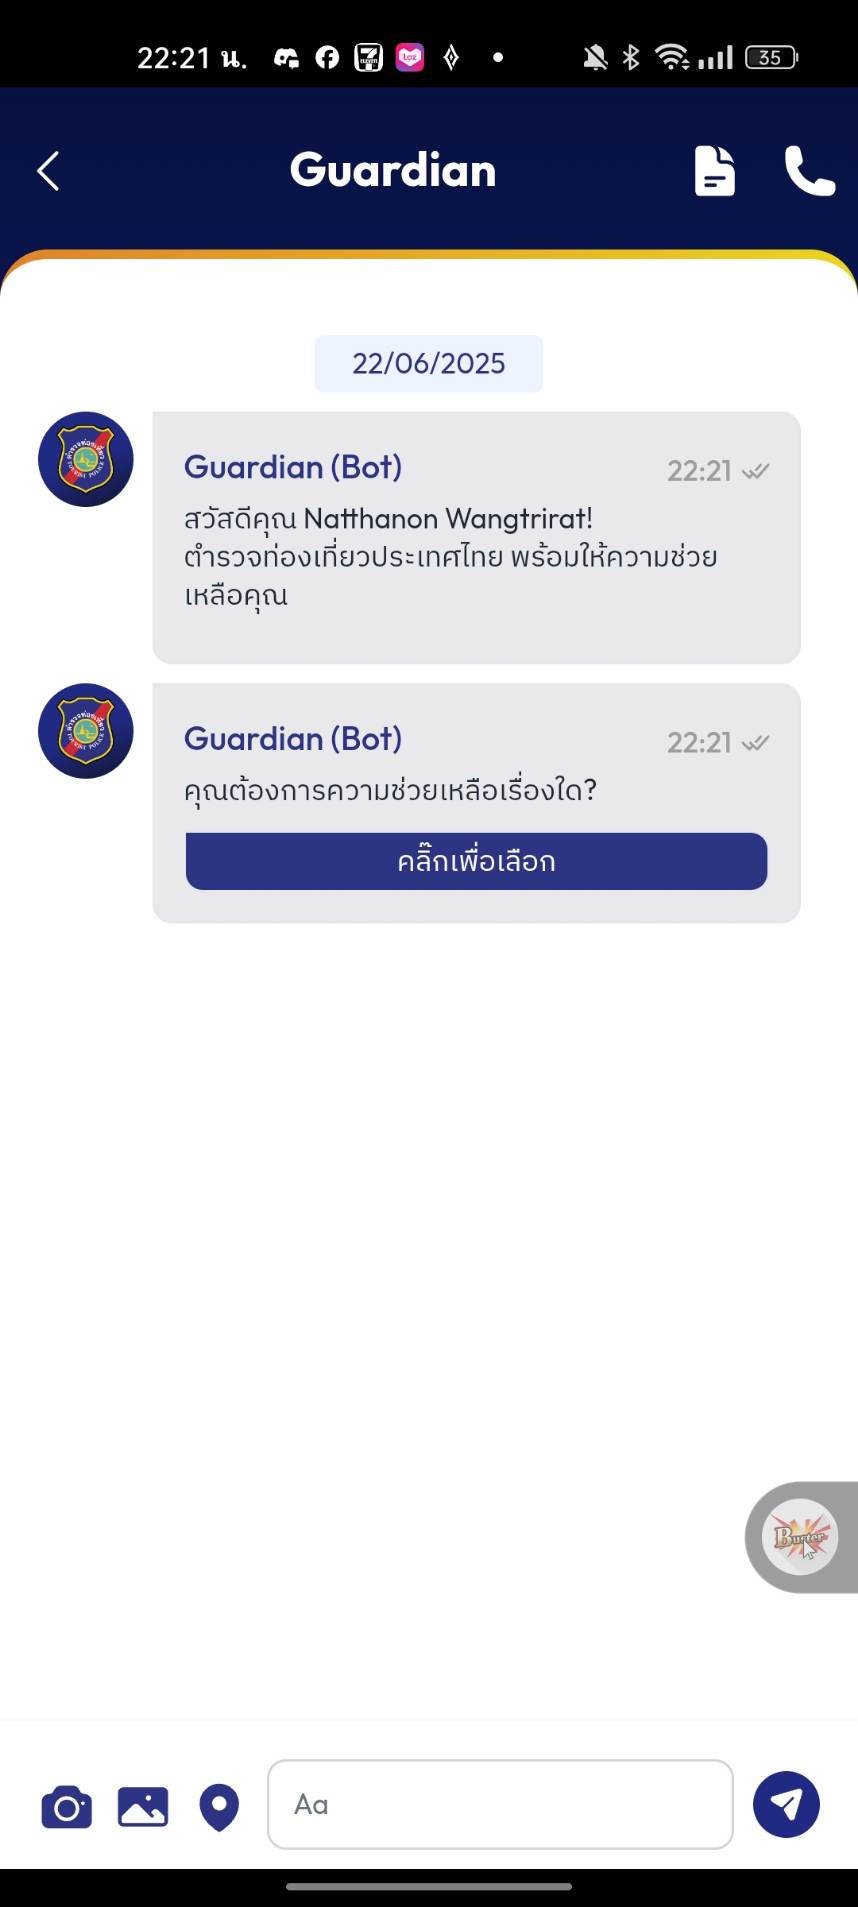 22:21 น.
35
Guardian
22/06/2025
Guardian (Bot) 22:21
สวัสดีคุณ Natthanon Wangtrirat!
ตำรวจท่องเที่ยวประเทศไทย พร้อมให้ความช่วย
เหลือคุณ
Guardian (Bot) 22:21
คุณต้องการความช่วยเหลือเรื่องใด?
คลิ๊กเพื่อเลือก
Aa